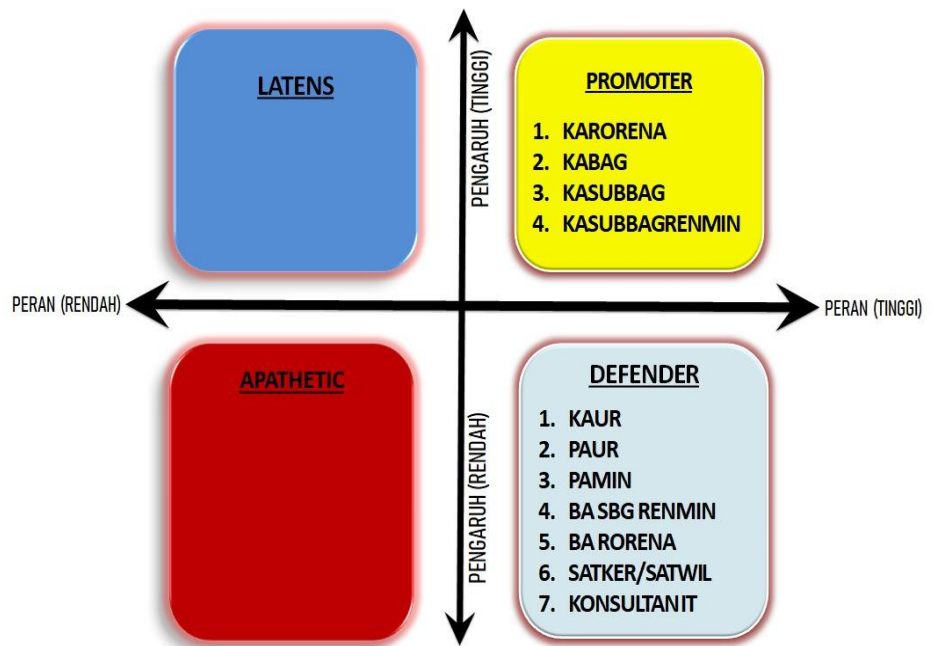 LATENS
PENGARUH (TINGGI)
PROMOTER
1. KARORENA
2. KABAG
3. KASUBBAG
4. KASUBBAGRENMIN
PERAN (RENDAH)
PERAN (TINGGI)
APATHETIC
PENGARUH (RENDAH)
DEFENDER
1. KAUR
2. PAUR
3. PAMIN
4. BA SBG RENMIN
5. BA RORENA
6. SATKER/SATWIL
7. KONSULTAN IT